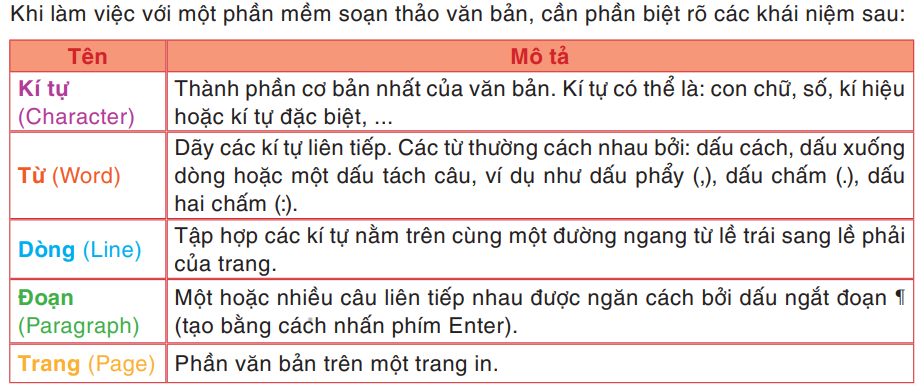 Khi làm việc với một phần mềm soạn thảo văn bản, cần phân biệt rõ các khái niệm sau:
Tên Mô tả
Kí tự
(Character)
Thành phần cơ bản nhất của văn bản. Kí tự có thể là: con chữ, số, kí hiệu
hoặc kí tự đặc biệt, ...
Từ (Word)
Dãy các kí tự liên tiếp. Các từ thường cách nhau bởi: dấu cách, dấu xuống
dòng hoặc một dấu tách câu, ví dụ như dấu phẩy (,), dấu chấm (.), dấu
hai chấm (:).
Dòng (Line)
Tập hợp các kí tự nằm trên cùng một đường ngang từ lề trái sang lề phải
của trang.
Đoạn
(Paragraph)
Một hoặc nhiều câu liên tiếp nhau được ngăn cách bởi dấu ngắt đoạn ¶
(tạo bằng cách nhấn phím Enter).
Trang (Page)
Phần văn bản trên một trang in.